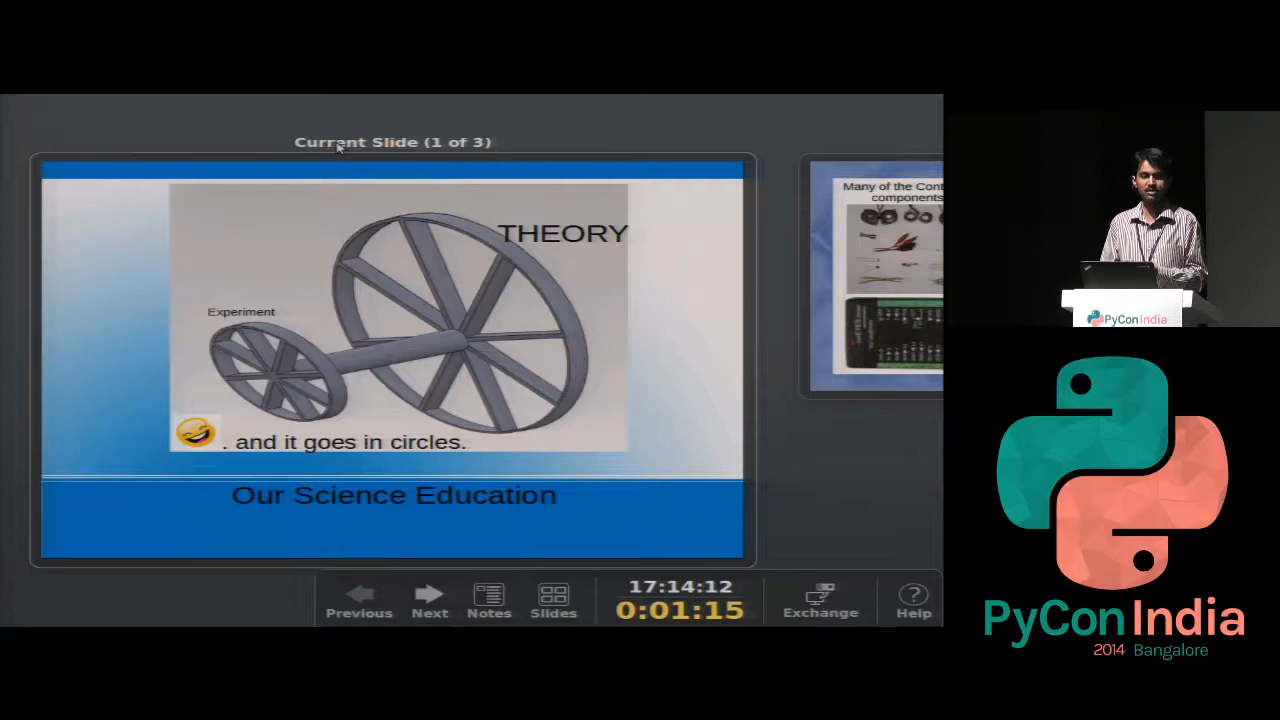 Current Slide (1 of 3)
THEORY
Experiment
. and it goes in circles.
Our Science Education
Many of the Cont
components
Previous
Next
Notes
Slides
17:14:12
0:01:15
Exchange
Help
PyCon India
PyCon India
2014 Bangalore